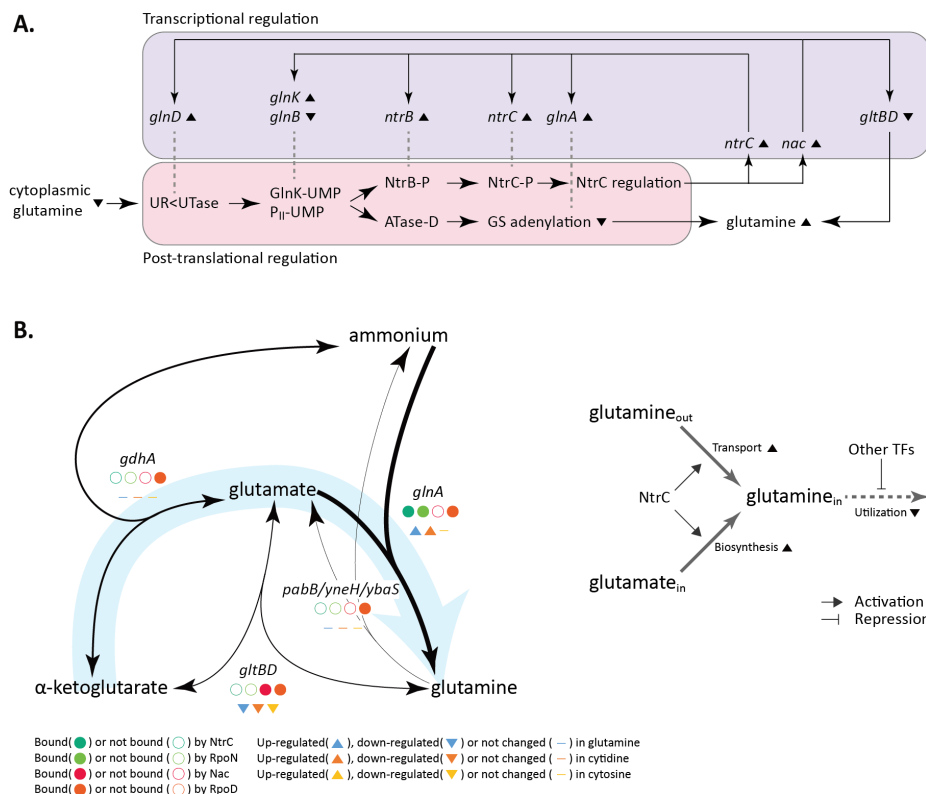 A.
Transcriptional regulation
glnK ▲
glnD ▲ glnB ▼ ntrB ▲ ntrC ▲ glnA ▲ gltBD ▼
ntrC ▲ nac ▲
cytoplasmic
glutamine ▼
UR<UTase
GlnK-UMP
PII-UMP
NtrB-P NtrC-P NtrC regulation
ATase-D GS adenylation ▼ glutamine ▲
Post-translational regulation
B.
ammonium
gdhA
glutamate
glnA
pabB/yneH/ybaS
gltBD
α-ketoglutarate
glutamine
glutamineout
Transport ▲
Other TFs
NtrC
glutaminein
Utilization ▼
Biosynthesis ▲
glutamatein
Activation
Repression
Bound(●) or not bound (○) by NtrC
Bound(●) or not bound (○) by RpoN
Bound(●) or not bound (○) by Nac
Bound(●) or not bound (○) by RpoD
Up-regulated(▲), down-regulated(▼) or not changed (–) in glutamine
Up-regulated(▲), down-regulated(▼) or not changed (–) in cytidine
Up-regulated(▲), down-regulated(▼) or not changed (–) in cytosine